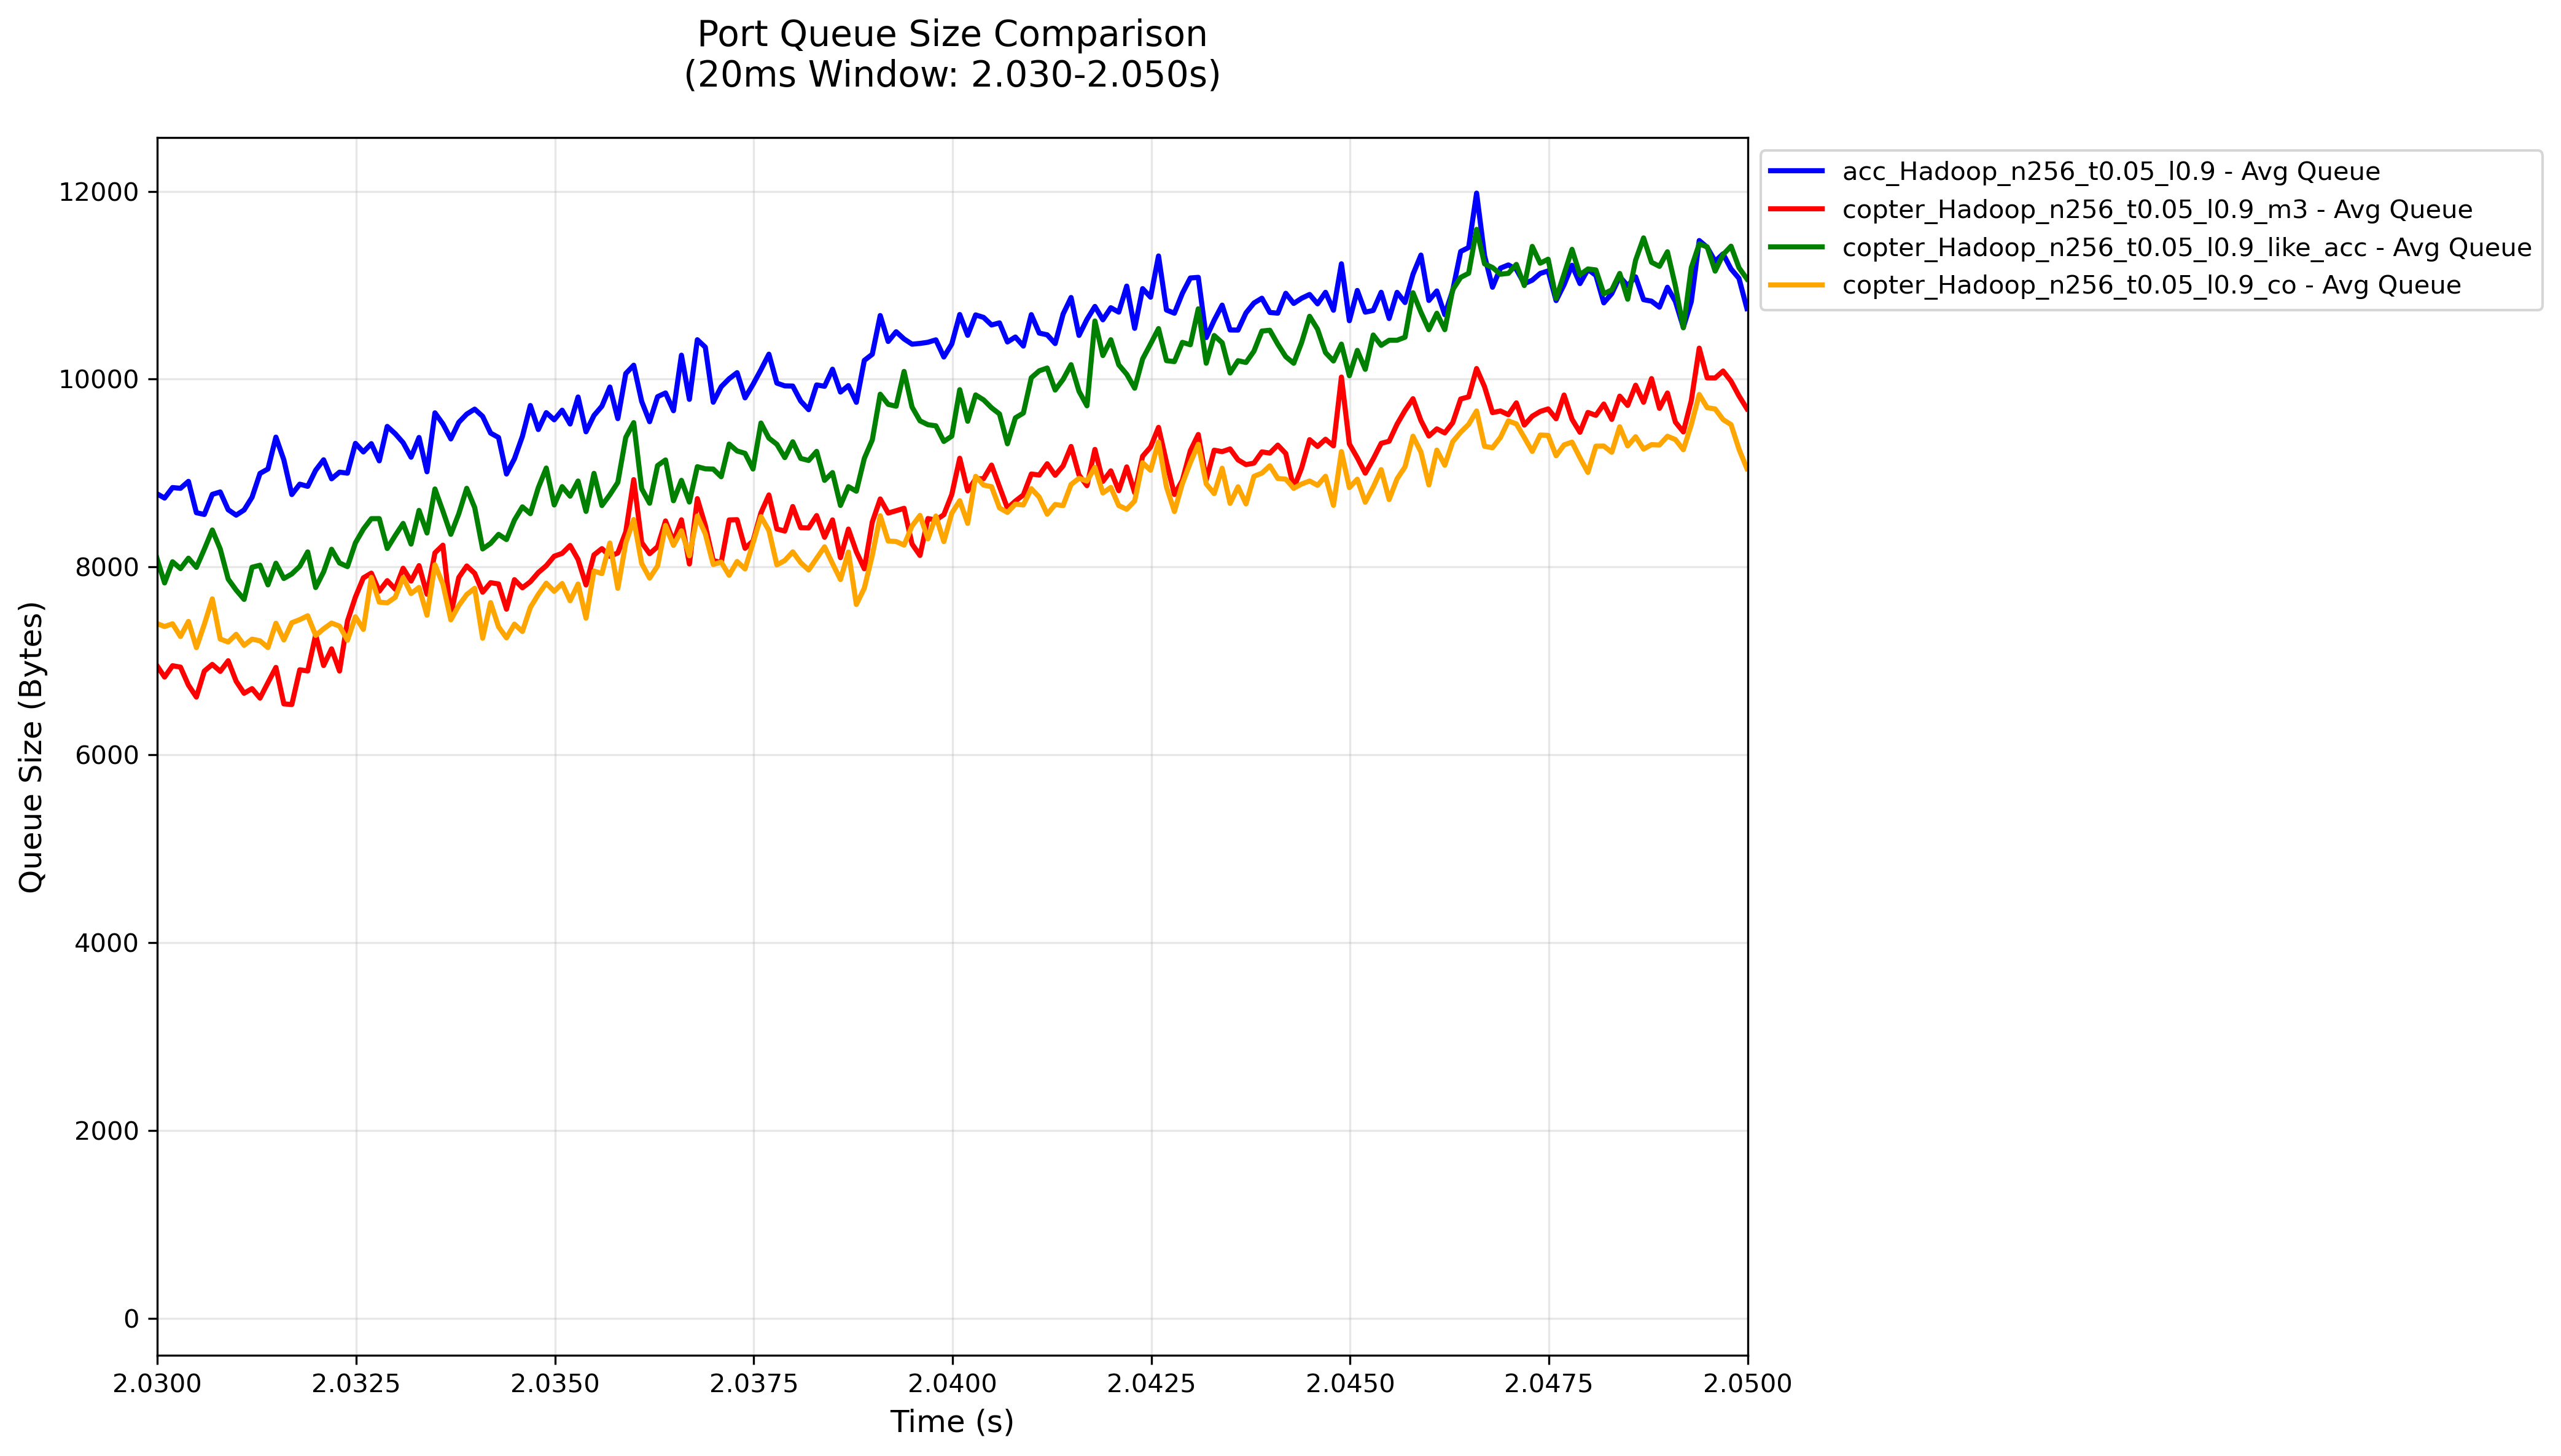 Port Queue Size Comparison
(20ms Window: 2.030-2.050s)
acc_Hadoop_n256_t0.05_l0.9 - Avg Queue
copter_Hadoop_n256_t0.05_l0.9_m3 - Avg Queue
copter_Hadoop_n256_t0.05_l0.9_like_acc - Avg Queue
copter_Hadoop_n256_t0.05_l0.9_co - Avg Queue
Queue Size (Bytes)
12000
10000
8000
6000
4000
2000
0
2.0300 2.0325 2.0350 2.0375 2.0400 2.0425 2.0450 2.0475 2.0500
Time (s)